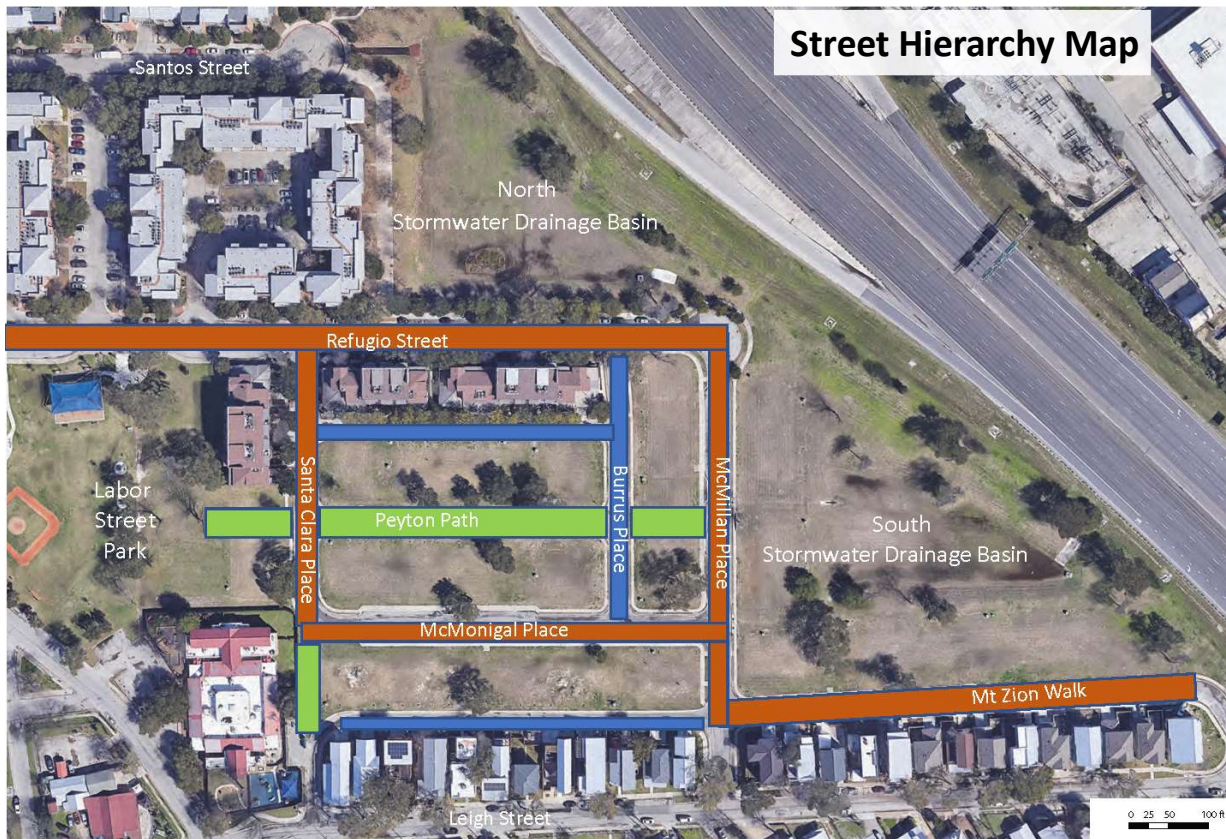 Street Hierarchy Map
Santos Street
North
Stormwater Drainage Basin
Refugio Street
Labor
Street
Park
Santa Clara Place
Peyton Path
Burrus Place
McMillan Place
South
Stormwater Drainage Basin
McMonigal Place
Mt Zion Walk
Leigh Street
0 25 50 100 ft